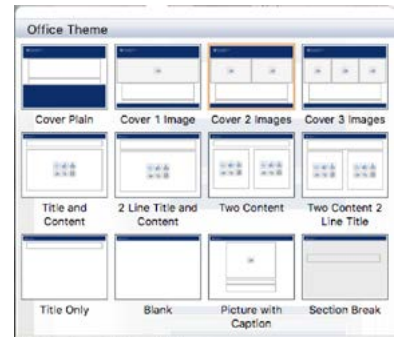 Office Theme
Cover Plain
Cover 1 Image
Cover 2 Images
Cover 3 Images
Title and
Content
2 Line Title and
Content
Two Content
Two Content 2
Line Title
Title Only
Blank
Picture with
Caption
Section Break